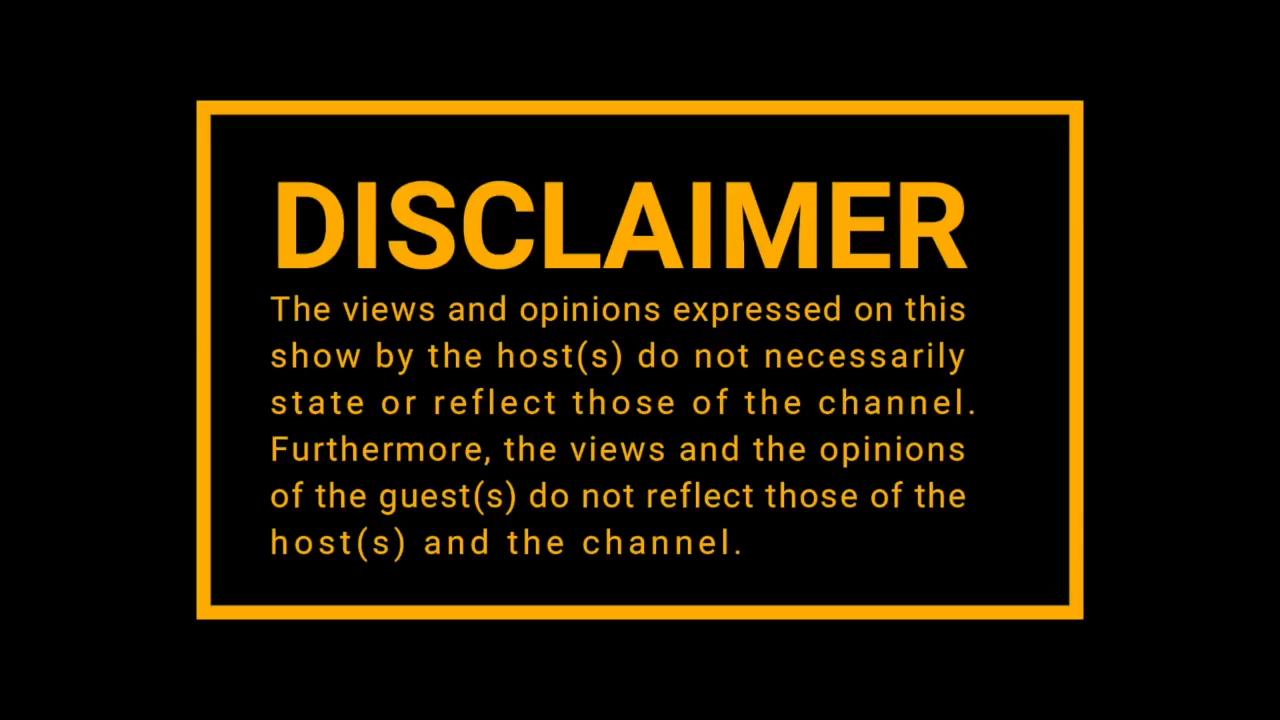 DISCLAIMER
The views and opinions expressed on this
show by the host(s) do not necessarily
state or reflect those of the channel.
Furthermore, the views and the opinions
of the guest(s) do not reflect those of the
host(s) and the channel.